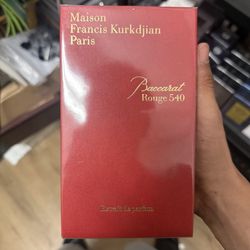 Maison
Francis Kurkdjian
Paris
Baccarat
Rouge 540
Extrait de parfum